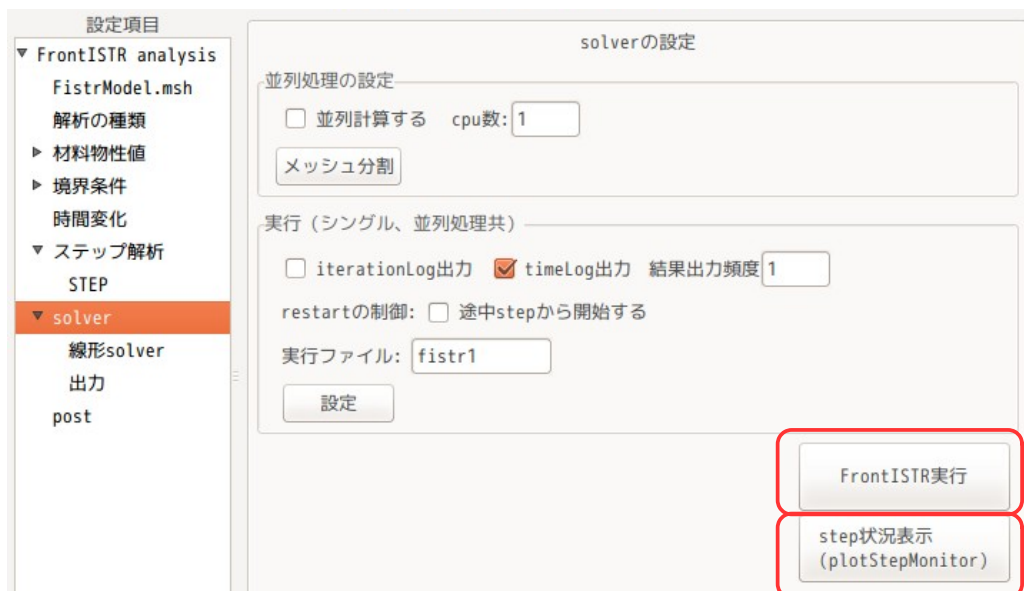 設定項目
FrontISTR analysis
FistrModel.msh
解析の種類
材料物性値
境界条件
時間変化
ステップ解析
STEP
solver
線形solver
出力
post
solverの設定
並列処理の設定
並列計算する cpu数: 1
メッシュ分割
実行（シングル、並列処理共）
iterationLog出力 timeLog出力 結果出力頻度 1
restartの制御: 途中stepから開始する
実行ファイル: fistr1
設定
FrontISTR実行
step状況表示
(plotStepMonitor)